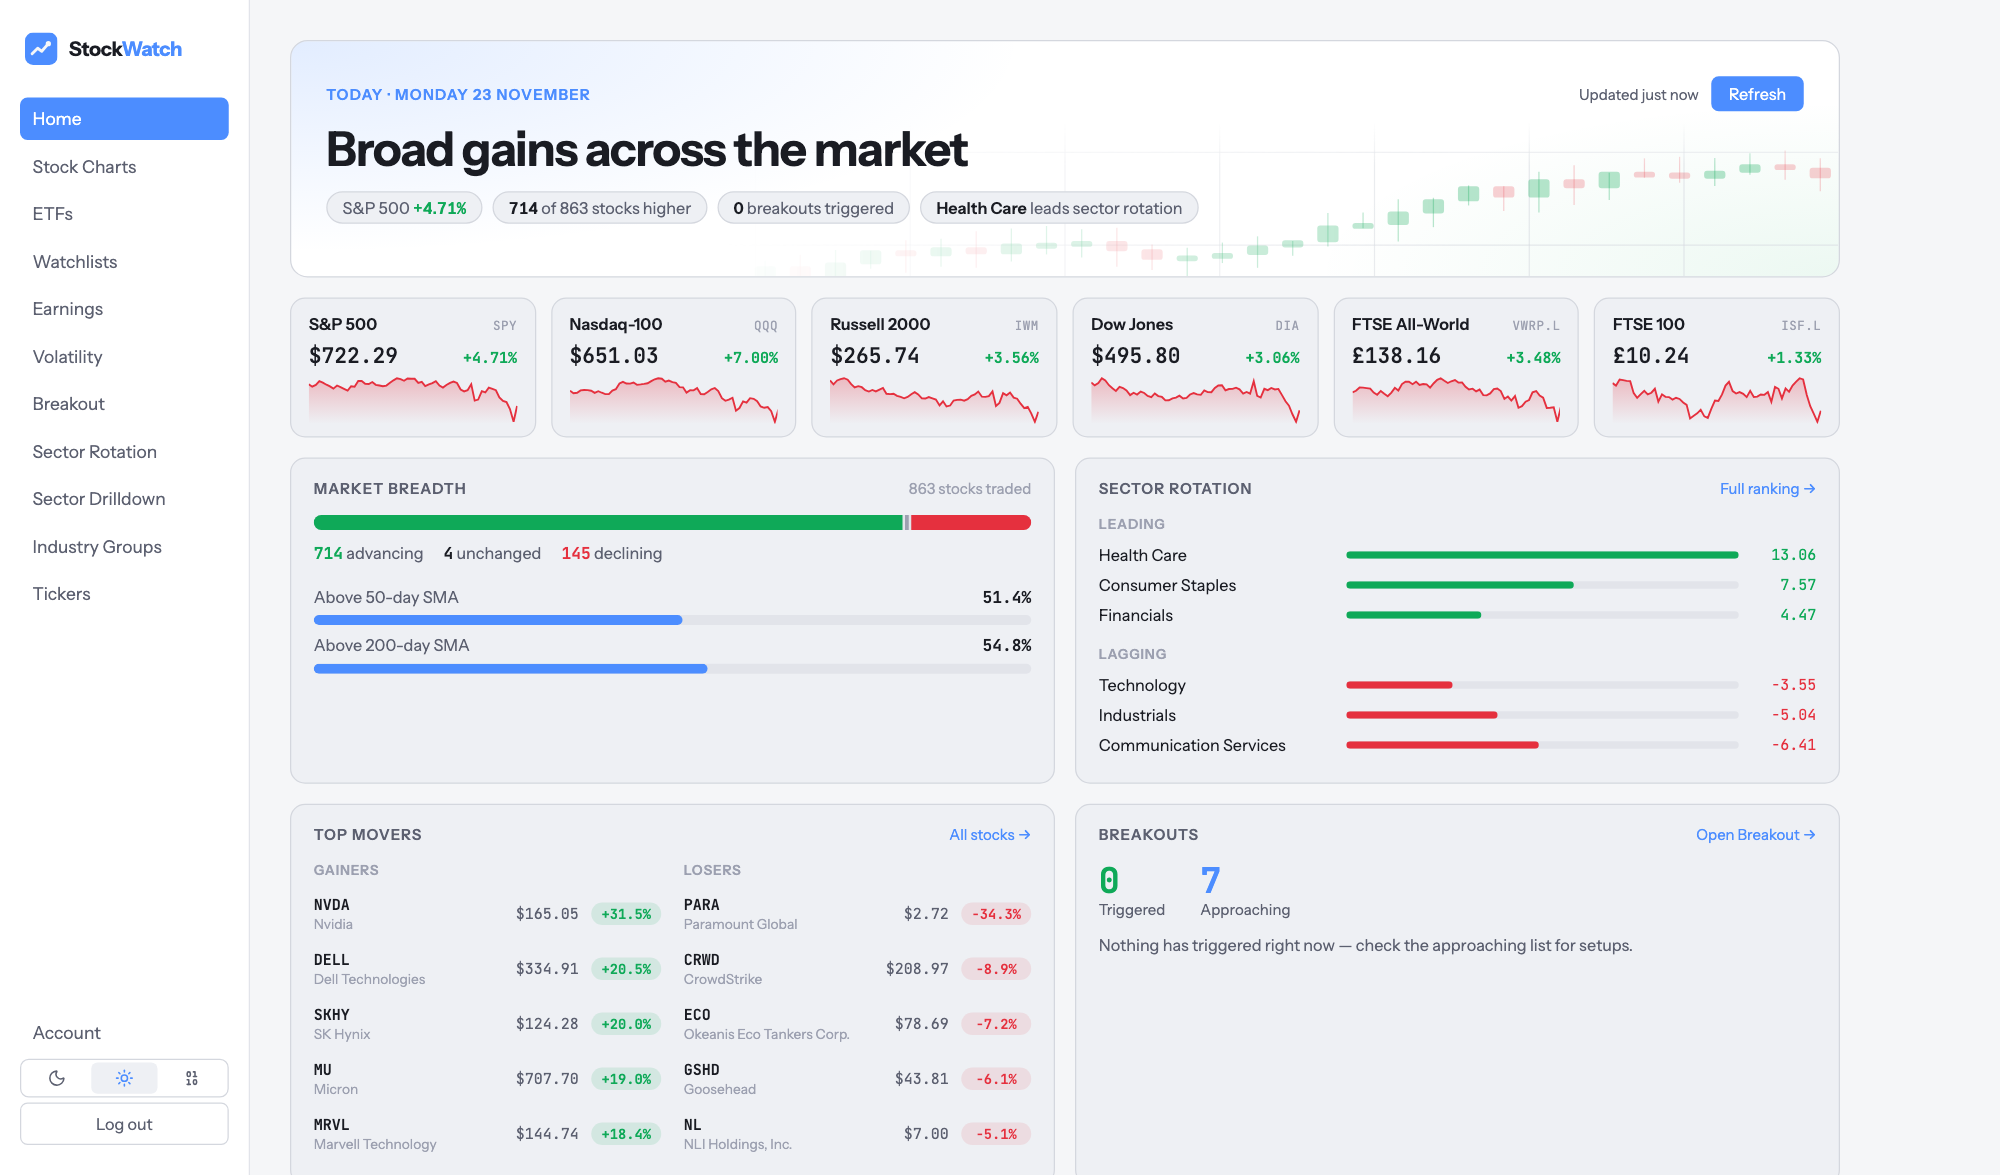 StockWatch
Home
Stock Charts
ETFs
Watchlists
Earnings
Volatility
Breakout
Sector Rotation
Sector Drilldown
Industry Groups
Tickers
Account
01
10
Log out
TODAY · MONDAY 23 NOVEMBER
Updated just now
Refresh
Broad gains across the market
S&P 500 +4.71%
714 of 863 stocks higher
0 breakouts triggered
Health Care leads sector rotation
S&P 500 SPY
$722.29 +4.71%
Nasdaq-100 QQQ
$651.03 +7.00%
Russell 2000 IWM
$265.74 +3.56%
Dow Jones DIA
$495.80 +3.06%
FTSE All-World VWRP.L
£138.16 +3.48%
FTSE 100 ISF.L
£10.24 +1.33%
MARKET BREADTH 863 stocks traded
714 advancing 4 unchanged 145 declining
Above 50-day SMA 51.4%
Above 200-day SMA 54.8%
SECTOR ROTATION Full ranking →
LEADING
Health Care 13.06
Consumer Staples 7.57
Financials 4.47
LAGGING
Technology -3.55
Industrials -5.04
Communication Services -6.41
TOP MOVERS All stocks →
GAINERS
NVDA $165.05 +31.5%
Nvidia
DELL $334.91 +20.5%
Dell Technologies
SKHY $124.28 +20.0%
SK Hynix
MU $707.70 +19.0%
Micron
MRVL $144.74 +18.4%
Marvell Technology
LOSERS
PARA $2.72 -34.3%
Paramount Global
CRWD $208.97 -8.9%
CrowdStrike
ECO $78.69 -7.2%
Okeanis Eco Tankers Corp.
GSHD $43.81 -6.1%
Goosehead
NL $7.00 -5.1%
NLI Holdings, Inc.
BREAKOUTS Open Breakout →
0 7
Triggered Approaching
Nothing has triggered right now — check the approaching list for setups.